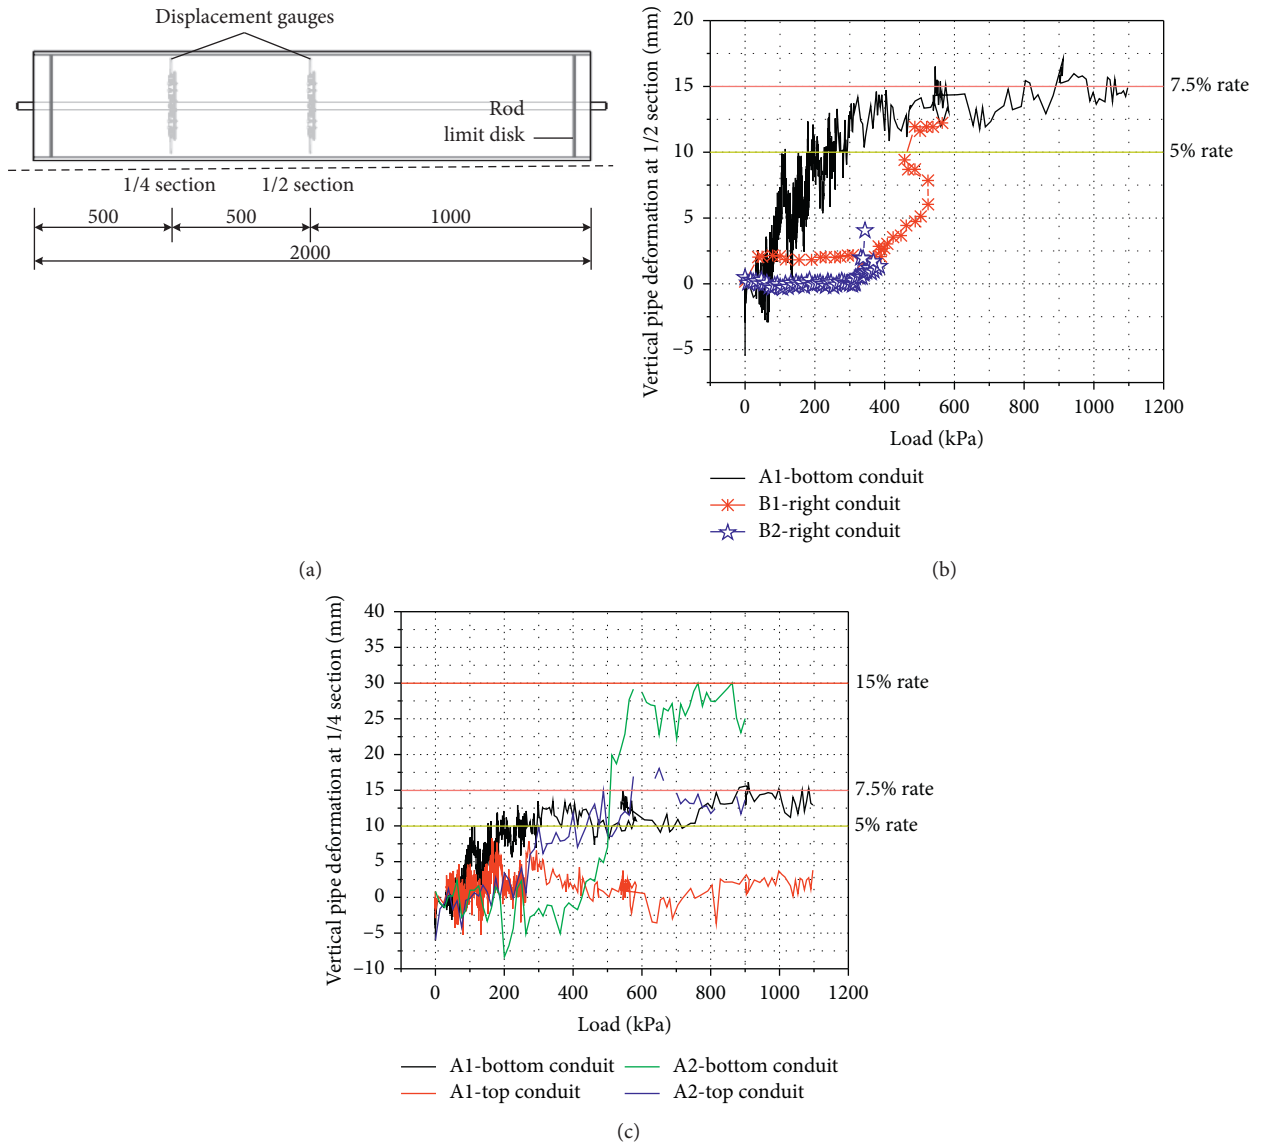 Displacement gauges
Rod
limit disk
1/4 section
1/2 section
500
500
1000
2000
(a)
Vertical pipe deformation at 1/2 section (mm)
20
15
10
5
0
−5
7.5% rate
5% rate
0 200 400 600 800 1000 1200
Load (kPa)
A1-bottom conduit
B1-right conduit
B2-right conduit
(b)
Vertical pipe deformation at 1/4 section (mm)
40
35
30
25
20
15
10
5
0
−5
−10
15% rate
7.5% rate
5% rate
0 200 400 600 800 1000 1200
Load (kPa)
A1-bottom conduit A2-bottom conduit
A1-top conduit A2-top conduit
(c)